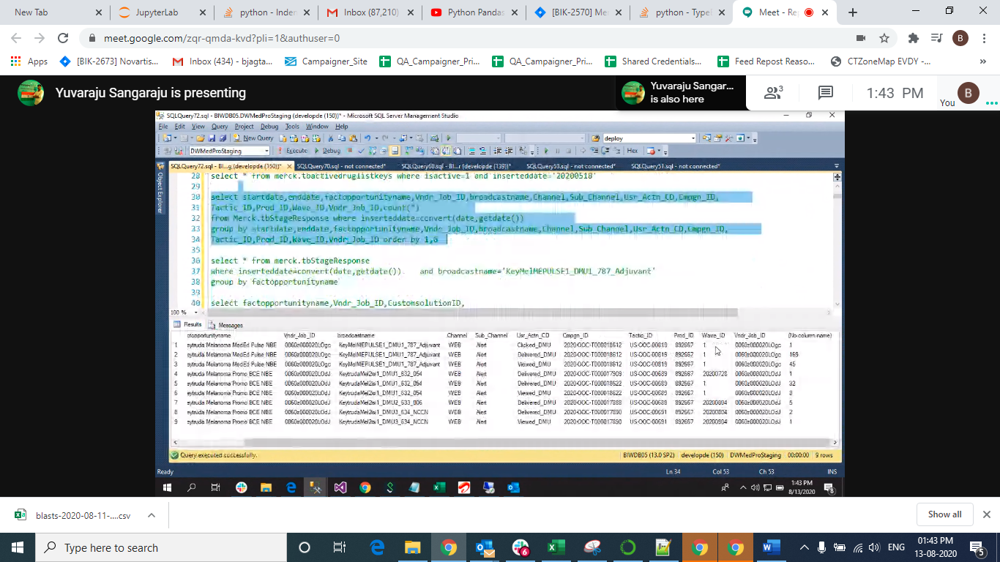 New Tab
JupyterLab
python - Inder
Inbox (87,210)
Python Pandas
[BIK-2570] Me
python - Type
Meet - Re
meet.google.com/zqr-qmda-kvd?pli=1&authuser=0
B
Apps
[BIK-2673] Novartis...
Inbox (434) - bjagta...
Campaigner_Site
QA_Campaigner_Pri...
QA_Campaigner_Pri...
Shared Credentials...
Feed Repost Reaso...
CTZoneMap EVDY -...
Yuvaraju Sangaraju is presenting
Yuvaraju Sangar...
is also here
3
1:43 PM
You
B
SQLQuery72.sql - BIWDB05.DWMedProStaging (developde (150))* - Microsoft SQL Server Management Studio
File Edit View Query Project Debug Tools Window Help
New Query
deploy
DWMedProStaging
Execute
Debug
Hex
SQLQuery72.sql - BI...g (developde (150))*
SQLQuery70.sql - not connected*
SQLQuery68.sql - BI...r (developde (139))*
SQLQuery53.sql - not connected*
SQLQuery51.sql - not connected*
Object Explorer
28 select * from merck.tbactivedruglistkeys where isactive=1 and inserteddate='20200518'
29
30 select startdate,enddate,factopportunityname,Vndr_Job_ID,broadcastname,Channel,Sub_Channel,Usr_Actn_CD,Cmpgn_ID,
31 Tactic_ID,Prod_ID,Wave_ID,Vndr_Job_ID,count(*)
32 from Merck.tbStageResponse where inserteddate=convert(date,getdate())
33 group by startdate,enddate,factopportunityname,Vndr_Job_ID,broadcastname,Channel,Sub_Channel,Usr_Actn_CD,Cmpgn_ID,
34 Tactic_ID,Prod_ID,Wave_ID,Vndr_Job_ID order by 1,6
35
36 select * from merck.tbStageResponse
37 where inserteddate=convert(date,getdate()) and broadcastname='KeyMelMEPULSE1_DMU1_787_Adjuvant'
38 group by factopportunityname
39
40 select factopportunityname,Vndr_Job_ID,CustomsolutionID,
100 %
Results
Messages
ctopportunityname Vndr_Job_ID broadcastname Channel Sub_Channel Usr_Actn_CD Cmpgn_ID Tactic_ID Prod_ID Wave_ID Vndr_Job_ID (No column name)
1 eytruda Melanoma MedEd Pulse NBE 0060z000020LOgc KeyMelMEPULSE1_DMU1_787_Adjuvant WEB Alert Clicked_DMU 2020-OOC-T000018612 US-OOC-00819 892667 1 0060z000020LOgc 1
2 eytruda Melanoma MedEd Pulse NBE 0060z000020LOgc KeyMelMEPULSE1_DMU1_787_Adjuvant WEB Alert Delivered_DMU 2020-OOC-T000018612 US-OOC-00819 892667 1 0060z000020LOgc 169
3 eytruda Melanoma MedEd Pulse NBE 0060z000020LOgc KeyMelMEPULSE1_DMU1_787_Adjuvant WEB Alert Viewed_DMU 2020-OOC-T000018612 US-OOC-00819 892667 1 0060z000020LOgc 45
4 eytruda Melanoma Promo BCE NBE 0060z000020LOdJ KeytrudaMel2isi1_DMU1_632_054 WEB Alert Delivered_DMU 2020-OOC-T000017909 US-OOC-00689 892667 20200728 0060z000020LOdJ 1
5 eytruda Melanoma Promo BCE NBE 0060z000020LOdJ KeytrudaMel2isi1_DMU1_632_054 WEB Alert Delivered_DMU 2020-OOC-T000018622 US-OOC-00689 892667 1 0060z000020LOdJ 32
6 eytruda Melanoma Promo BCE NBE 0060z000020LOdJ KeytrudaMel2isi1_DMU1_632_054 WEB Alert Viewed_DMU 2020-OOC-T000018622 US-OOC-00689 892667 1 0060z000020LOdJ 8
7 eytruda Melanoma Promo BCE NBE 0060z000020LOdJ KeytrudaMel2isi1_DMU2_633_006 WEB Alert Delivered_DMU 2020-OOC-T000017888 US-OOC-00688 892667 20200804 0060z000020LOdJ 5
8 eytruda Melanoma Promo BCE NBE 0060z000020LOdJ KeytrudaMel2isi1_DMU3_634_NCCN WEB Alert Delivered_DMU 2020-OOC-T000017890 US-OOC-00691 892667 20200804 0060z000020LOdJ 2
9 eytruda Melanoma Promo BCE NBE 0060z000020LOdJ KeytrudaMel2isi1_DMU3_634_NCCN WEB Alert Viewed_DMU 2020-OOC-T000017890 US-OOC-00691 892667 20200804 0060z000020LOdJ 1
Query executed successfully.
BIWDB05 (13.0 SP2)
developde (150)
DWMedProStaging
00:00:00
9 rows
Ready
Ln 34
Col 53
Ch 53
INS
1:43 PM
8/13/2020
8
blasts-2020-08-11-....csv
Show all
Type here to search
6
ENG
01:43 PM
13-08-2020
5